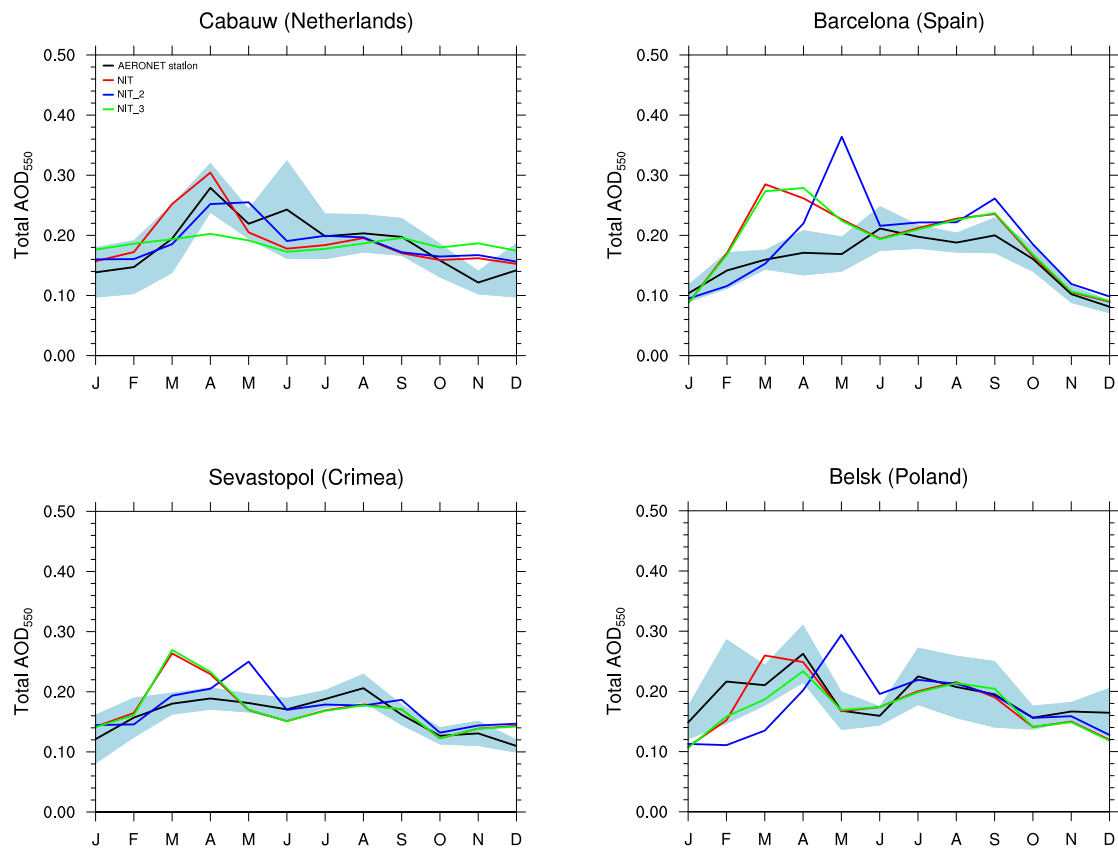 Cabauw (Netherlands)
0.50
0.40
0.30
0.20
0.10
0.00
Total AOD550
AERONET station
NIT
NIT_2
NIT_3
J F M A M J J A S O N D
Barcelona (Spain)
0.50
0.40
0.30
0.20
0.10
0.00
Total AOD550
J F M A M J J A S O N D
Sevastopol (Crimea)
0.50
0.40
0.30
0.20
0.10
0.00
Total AOD550
J F M A M J J A S O N D
Belsk (Poland)
0.50
0.40
0.30
0.20
0.10
0.00
Total AOD550
J F M A M J J A S O N D